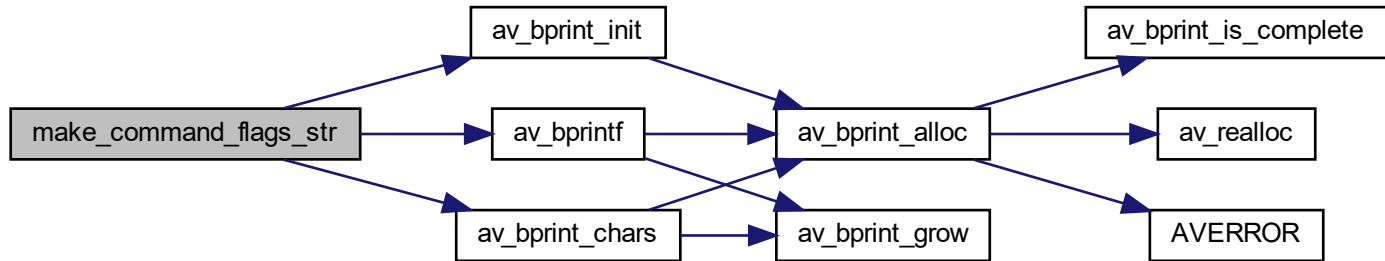 make_command_flags_str
av_bprint_init
av_bprintf
av_bprint_chars
av_bprint_alloc
av_bprint_grow
av_bprint_is_complete
av_realloc
AVERROR